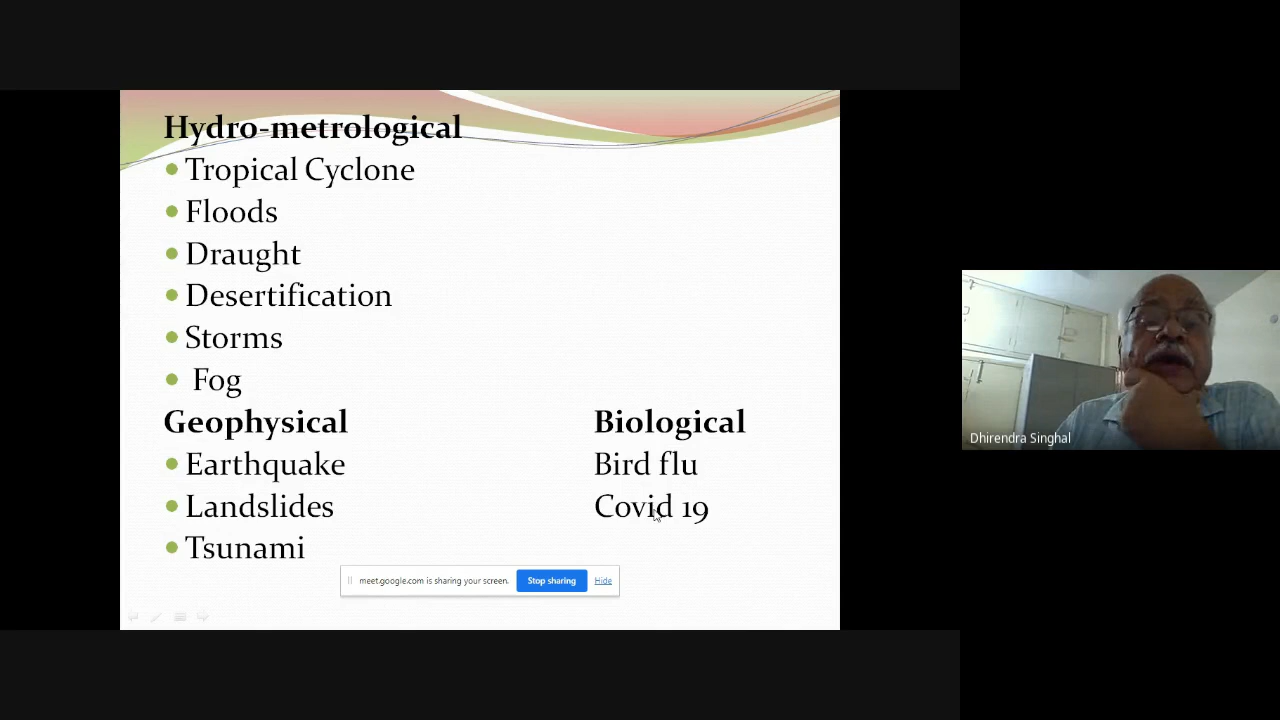 Hydro-metrological
Tropical Cyclone
Floods
Draught
Desertification
Storms
Fog
Geophysical
Earthquake
Landslides
Tsunami
Biological
Bird flu
Covid 19
meet.google.com is sharing your screen. Stop sharing Hide
Dhirendra Singhal